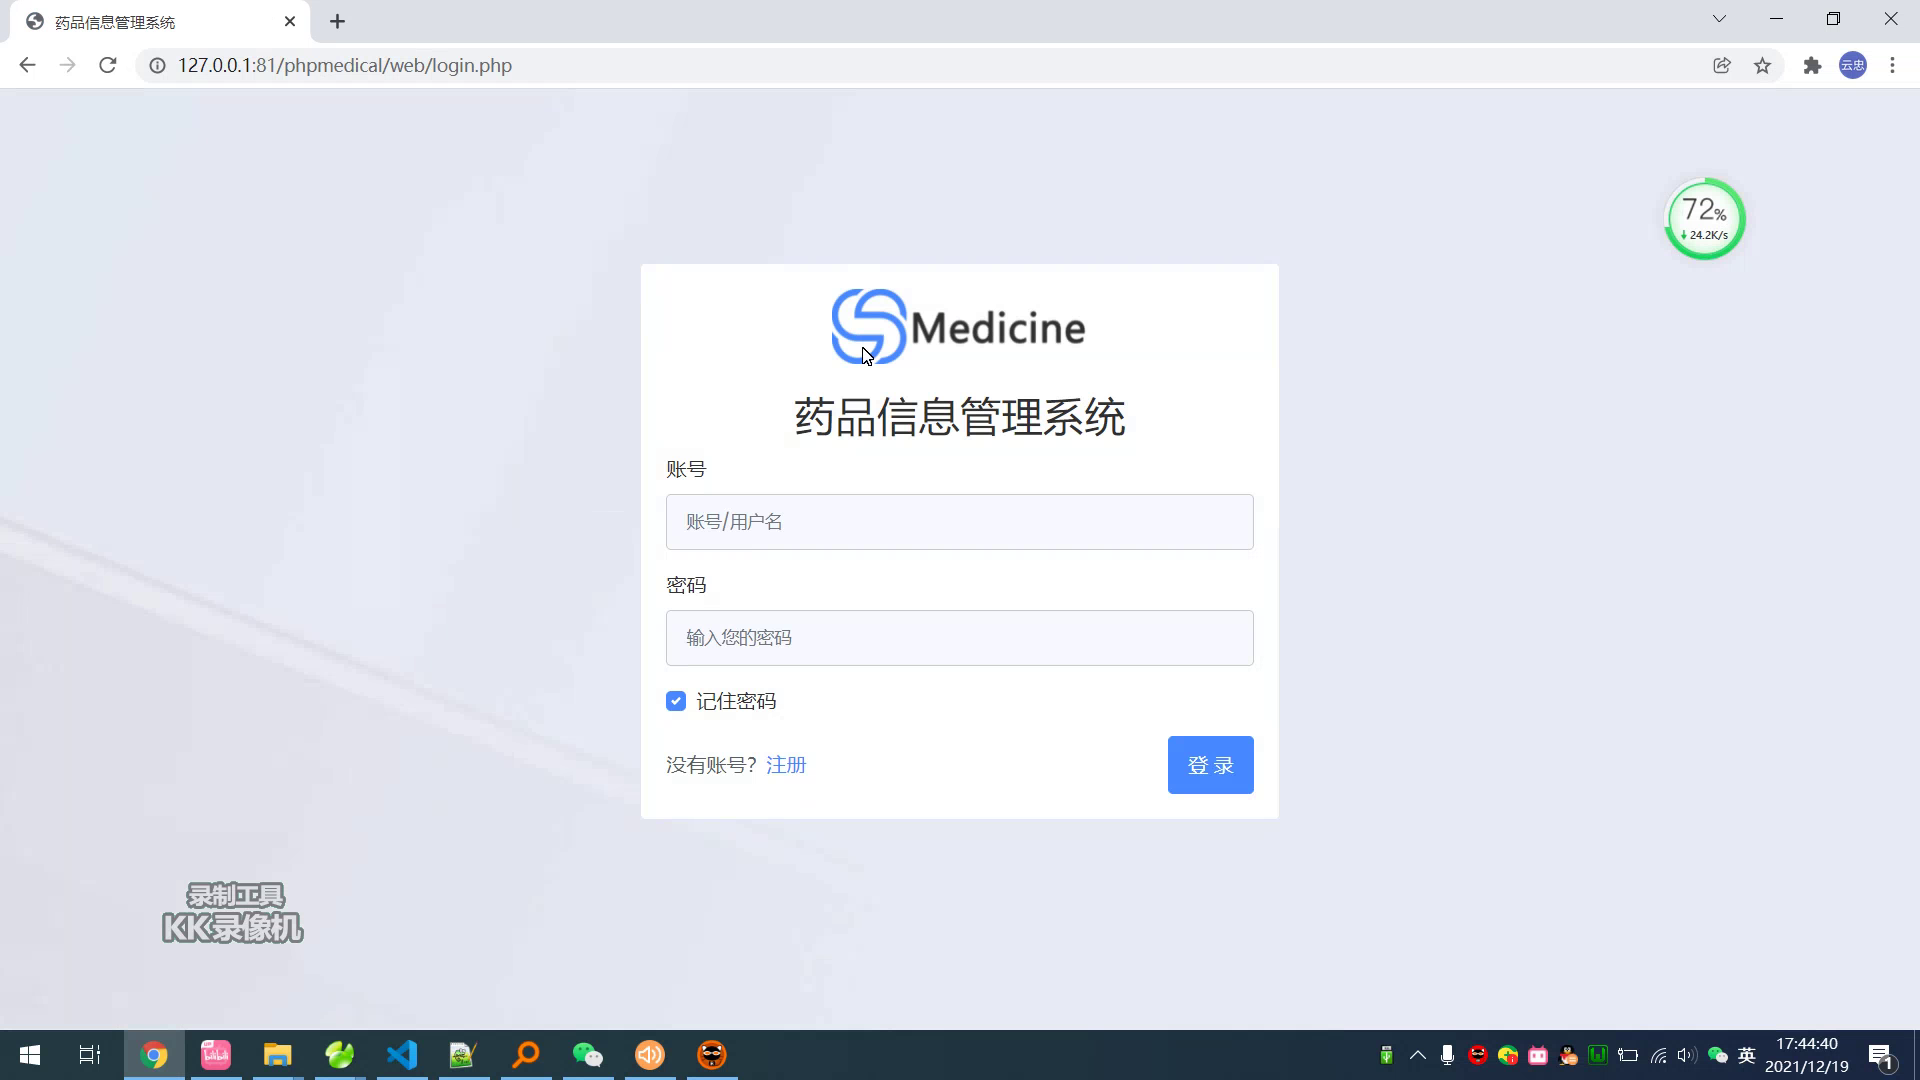 药品信息管理系统
127.0.0.1:81/phpmedical/web/login.php
云忠
72%
24.2K/s
Medicine
药品信息管理系统
账号
账号/用户名
密码
输入您的密码
记住密码
没有账号？ 注册
登 录
录制工具
KK录像机
bilibili
英
17:44:40
2021/12/19
1